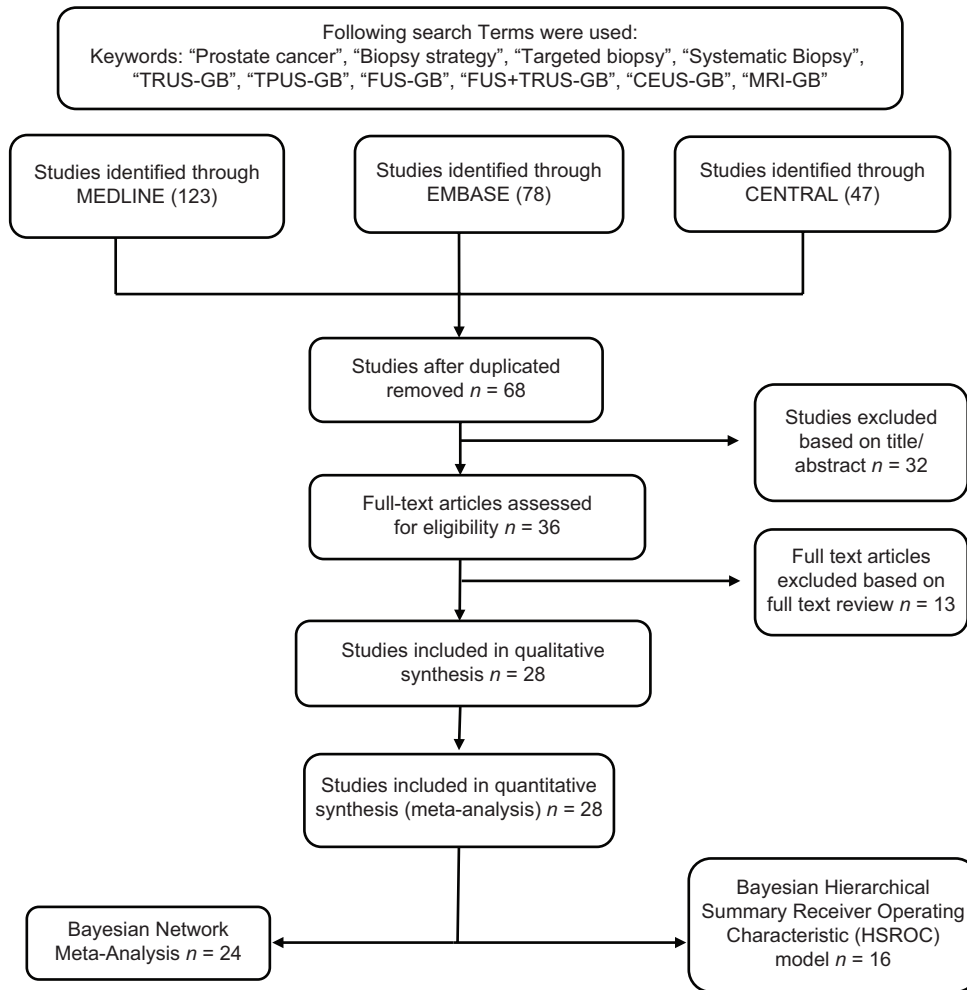 Following search Terms were used:
Keywords: “Prostate cancer”, “Biopsy strategy”, “Targeted biopsy”, “Systematic Biopsy”,
“TRUS-GB”, “TPUS-GB”, “FUS-GB”, “FUS+TRUS-GB”, “CEUS-GB”, “MRI-GB”
Studies identified through
MEDLINE (123)
Studies identified through
EMBASE (78)
Studies identified through
CENTRAL (47)
Studies after duplicated
removed n = 68
Studies excluded
based on title/
abstract n = 32
Full-text articles assessed
for eligibility n = 36
Full text articles
excluded based on
full text review n = 13
Studies included in qualitative
synthesis n = 28
Studies included in quantitative
synthesis (meta-analysis) n = 28
Bayesian Network
Meta-Analysis n = 24
Bayesian Hierarchical
Summary Receiver Operating
Characteristic (HSROC)
model n = 16